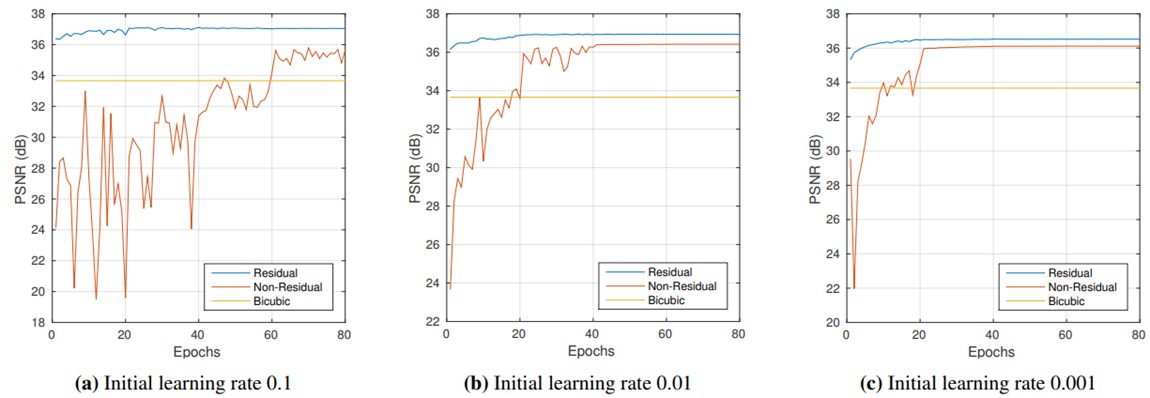 38
36
34
32
30
28
26
24
22
20
18
PSNR (dB)
0 20 40 60 80
Epochs
Residual
Non-Residual
Bicubic
(a) Initial learning rate 0.1
38
36
34
32
30
28
26
24
22
PSNR (dB)
0 20 40 60 80
Epochs
Residual
Non-Residual
Bicubic
(b) Initial learning rate 0.01
38
36
34
32
30
28
26
24
22
20
PSNR (dB)
0 20 40 60 80
Epochs
Residual
Non-Residual
Bicubic
(c) Initial learning rate 0.001